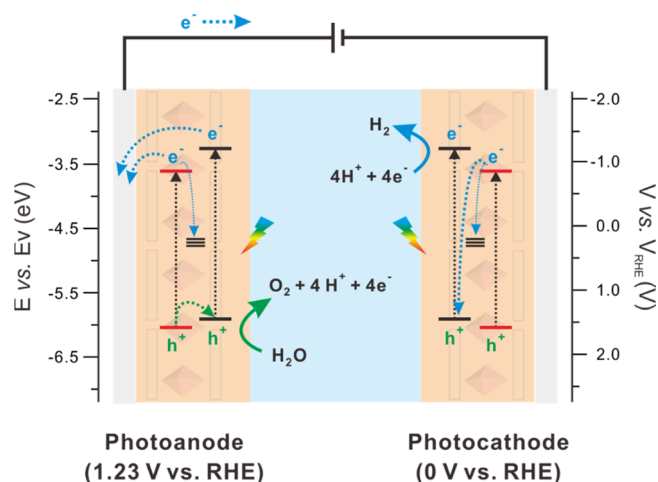 e-
-2.5
-3.5
-4.5
-5.5
-6.5
E vs. Ev (eV)
e-
e-
h+
h+
H2
4H+ + 4e-
O2 + 4 H+ + 4e-
H2O
e-
e-
h+
h+
-2.0
-1.0
0.0
1.0
2.0
V vs. VRHE (V)
Photoanode
(1.23 V vs. RHE)
Photocathode
(0 V vs. RHE)